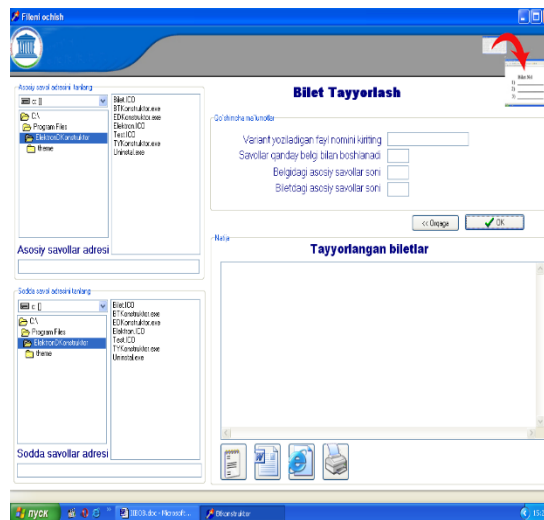 Fileni ochish
Asosiy savol adresini tanlang
c: []
C:\
Program Files
ElektronDKonstruktor
theme
Bilet.ICO
BTKonstruktor.exe
EDKonstruktor.exe
Elektron.ICO
Test.ICO
TYKonstruktor.exe
Uninstal.exe
Asosiy savollar adresi
Sodda savol adresini tanlang
c: []
C:\
Program Files
ElektronDKonstruktor
theme
Bilet.ICO
BTKonstruktor.exe
EDKonstruktor.exe
Elektron.ICO
Test.ICO
TYKonstruktor.exe
Uninstal.exe
Sodda savollar adresi
Bilet Tayyorlash
Qo'shimcha ma'lumotlar
Variant yoziladigan fayl nomini kiriting
Savollar qanday belgi bilan boshlanadi
Belgidagi asosiy savollar soni
Biletdagi asosiy savollar soni
<< Orqaga
OK
Natija
Tayyorlangan biletlar
пуск
Microsoft...
BTKonstruktor